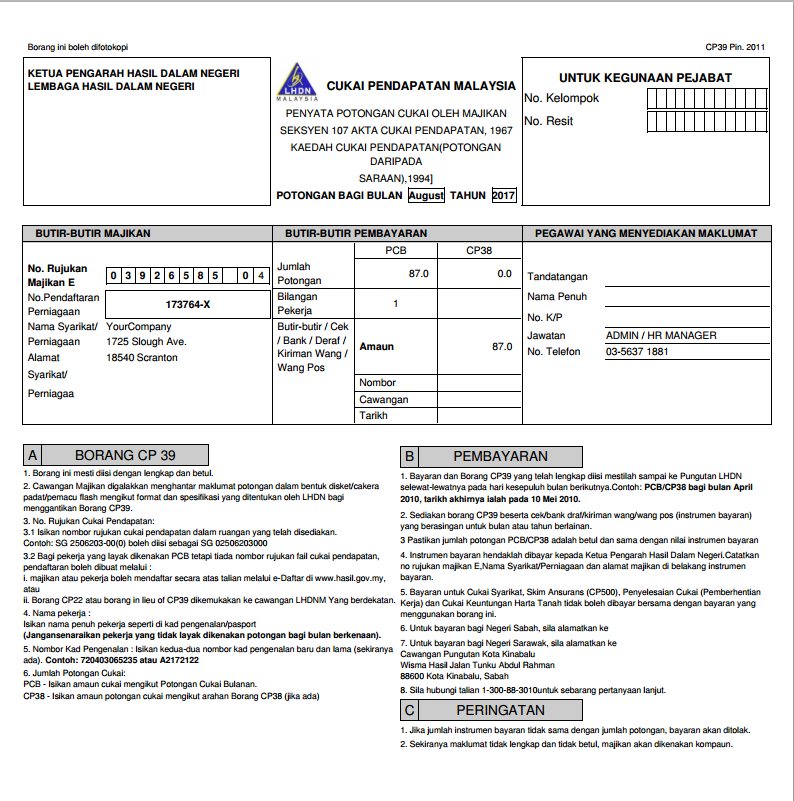 Borang ini boleh difotokopi
CP39 Pin. 2011
KETUA PENGARAH HASIL DALAM NEGERI
LEMBAGA HASIL DALAM NEGERI
LHDN
MALAYSIA
CUKAI PENDAPATAN MALAYSIA
PENYATA POTONGAN CUKAI OLEH MAJIKAN
SEKSYEN 107 AKTA CUKAI PENDAPATAN, 1967
KAEDAH CUKAI PENDAPATAN(POTONGAN
DARIPADA
SARAAN),1994]
POTONGAN BAGI BULAN August TAHUN 2017
UNTUK KEGUNAAN PEJABAT
No. Kelompok
No. Resit
BUTIR-BUTIR MAJIKAN
No. Rujukan
Majikan E
0 3 9 2 6 5 8 5 0 4
No.Pendaftaran
Perniagaan
173764-X
Nama Syarikat/ YourCompany
Perniagaan 1725 Slough Ave.
Alamat 18540 Scranton
Syarikat/
Perniagaa
BUTIR-BUTIR PEMBAYARAN
PCB CP38
Jumlah
Potongan
87.0 0.0
Bilangan
Pekerja
1
Butir-butir / Cek
/ Bank / Deraf /
Kiriman Wang /
Wang Pos
Amaun 87.0
Nombor
Cawangan
Tarikh
PEGAWAI YANG MENYEDIAKAN MAKLUMAT
Tandatangan
Nama Penuh
No. K/P
Jawatan ADMIN / HR MANAGER
No. Telefon 03-5637 1881
A BORANG CP 39
1. Borang ini mesti diisi dengan lengkap dan betul.
2. Cawangan Majikan digalakkan menghantar maklumat potongan dalam bentuk disket/cakera
padat/pemacu flash mengikut format dan spesifikasi yang ditentukan oleh LHDN bagi
menggantikan Borang CP39.
3. No. Rujukan Cukai Pendapatan:
3.1 Isikan nombor rujukan cukai pendapatan dalam ruangan yang telah disediakan.
Contoh: SG 2506203-00(0) boleh diisi sebagai SG 02506203000
3.2 Bagi pekerja yang layak dikenakan PCB tetapi tiada nombor rujukan fail cukai pendapatan,
pendaftaran boleh dibuat melalui :
i. majikan atau pekerja boleh mendaftar secara atas talian melalui e-Daftar di www.hasil.gov.my,
atau
ii. Borang CP22 atau borang in lieu of CP39 dikemukakan ke cawangan LHDNM Yang berdekatan.
4. Nama pekerja :
Isikan nama penuh pekerja seperti di kad pengenalan/pasport
(Jangansenaraikan pekerja yang tidak layak dikenakan potongan bagi bulan berkenaan).
5. Nombor Kad Pengenalan : Isikan kedua-dua nombor kad pengenalan baru dan lama (sekiranya
ada). Contoh: 720403065235 atau A2172122
6. Jumlah Potongan Cukai:
PCB - Isikan amaun cukai mengikut Potongan Cukai Bulanan.
CP38 - Isikan amaun potongan cukai mengikut arahan Borang CP38 (jika ada)
B PEMBAYARAN
1. Bayaran dan Borang CP39 yang telah lengkap diisi mestilah sampai ke Pungutan LHDN
selewat-lewatnya pada hari kesepuluh bulan berikutnya.Contoh: PCB/CP38 bagi bulan April
2010, tarikh akhirnya ialah pada 10 Mei 2010.
2. Sediakan borang CP39 beserta cek/bank draf/kiriman wang/wang pos (instrumen bayaran)
yang berasingan untuk bulan atau tahun berlainan.
3 Pastikan jumlah potongan PCB/CP38 adalah betul dan sama dengan nilai instrumen bayaran
4. Instrumen bayaran hendaklah dibayar kepada Ketua Pengarah Hasil Dalam Negeri.Catatkan
no rujukan majikan E,Nama Syarikat/Perniagaan dan alamat majikan di belakang instrumen
bayaran.
5. Bayaran untuk Cukai Syarikat, Skim Ansurans (CP500), Penyelesaian Cukai (Pemberhentian
Kerja) dan Cukai Keuntungan Harta Tanah tidak boleh dibayar bersama dengan bayaran yang
menggunakan borang ini.
6. Untuk bayaran bagi Negeri Sabah, sila alamatkan ke
7. Untuk bayaran bagi Negeri Sarawak, sila alamatkan ke
Cawangan Pungutan Kota Kinabalu
Wisma Hasil Jalan Tunku Abdul Rahman
88600 Kota Kinabalu, Sabah
8. Sila hubungi talian 1-300-88-3010untuk sebarang pertanyaan lanjut.
C PERINGATAN
1. Jika jumlah instrumen bayaran tidak sama dengan jumlah potongan, bayaran akan ditolak.
2. Sekiranya maklumat tidak lengkap dan tidak betul, majikan akan dikenakan kompaun.